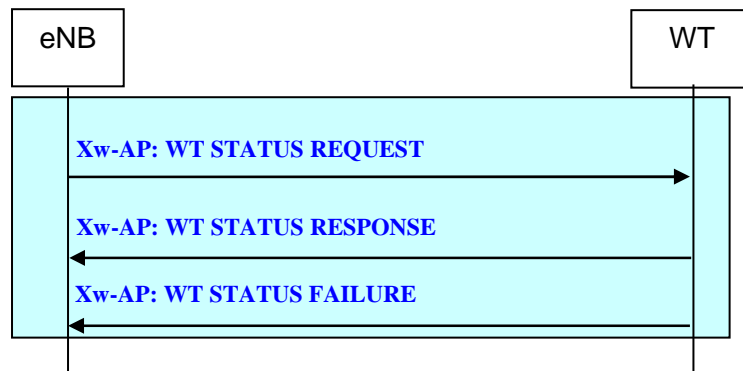 eNB
WT
Xw-AP: WT STATUS REQUEST
Xw-AP: WT STATUS RESPONSE
Xw-AP: WT STATUS FAILURE